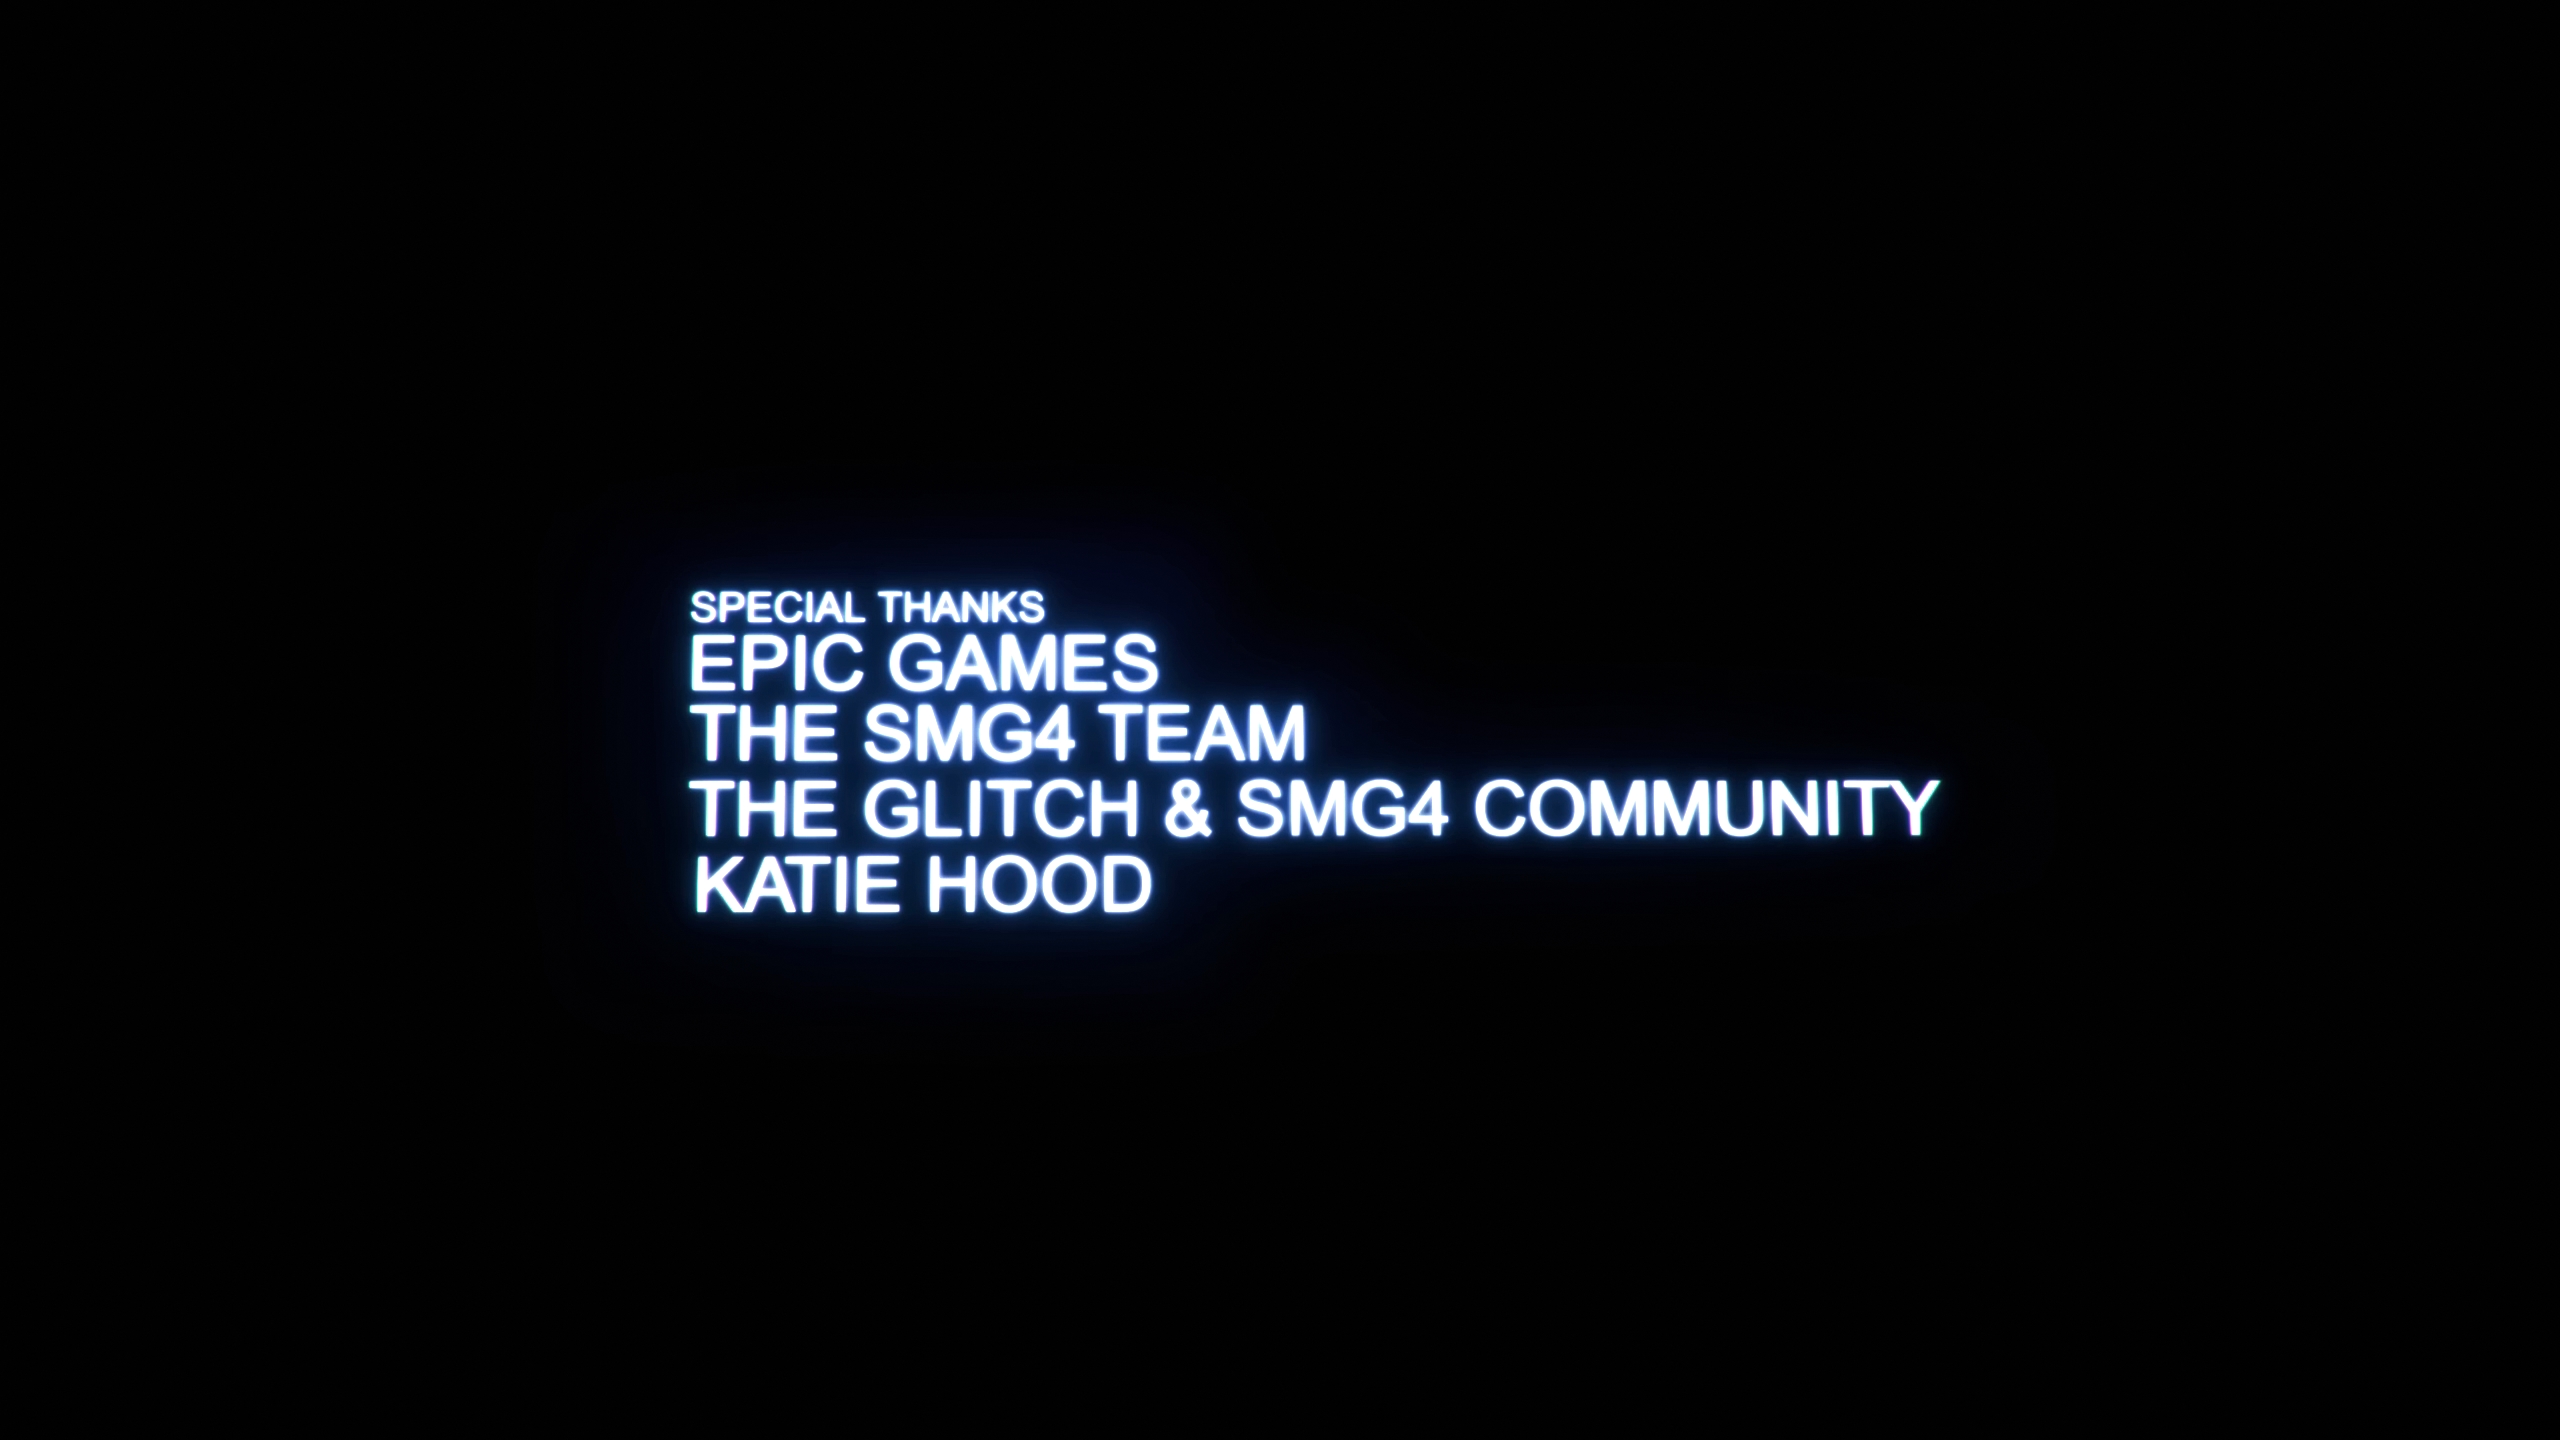 SPECIAL THANKS
EPIC GAMES
THE SMG4 TEAM
THE GLITCH & SMG4 COMMUNITY
KATIE HOOD